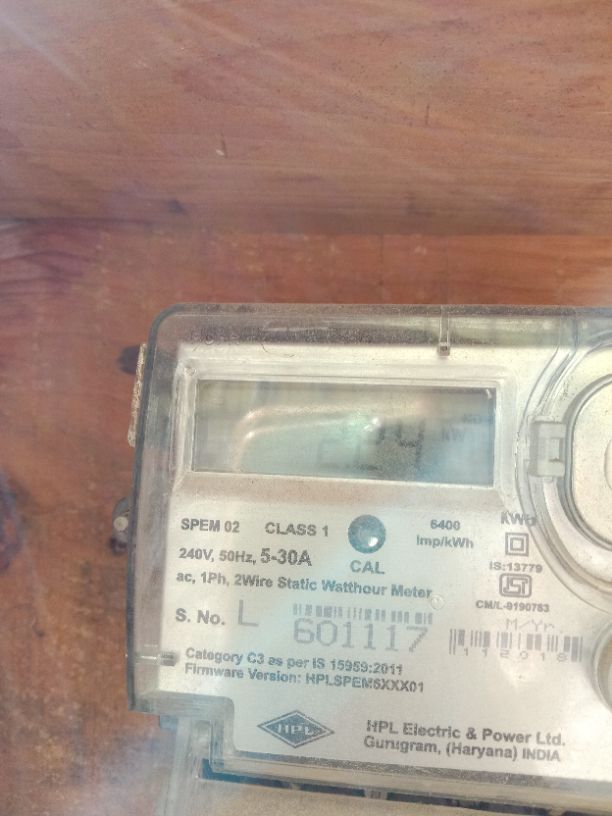 kW
SPEM 02 CLASS 1 6400 kWh
imp/kWh
240V, 50Hz, 5-30A CAL IS:13779
ac, 1Ph, 2Wire Static Watthour Meter
CM/L-9190783
S. No. L 601117 M/Yr.
112018
Category C3 as per IS 15959:2011
Firmware Version: HPLSPEM5XXX01
HPL HPL Electric & Power Ltd.
Gurugram, (Haryana) INDIA